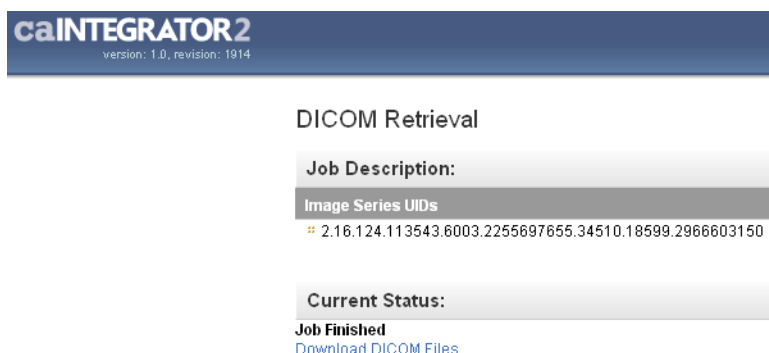 caINTEGRATOR2
version: 1.0, revision: 1914
DICOM Retrieval
Job Description:
Image Series UIDs
2.16.124.113543.6003.2255697655.34510.18599.2966603150
Current Status:
Job Finished
Download DICOM Files